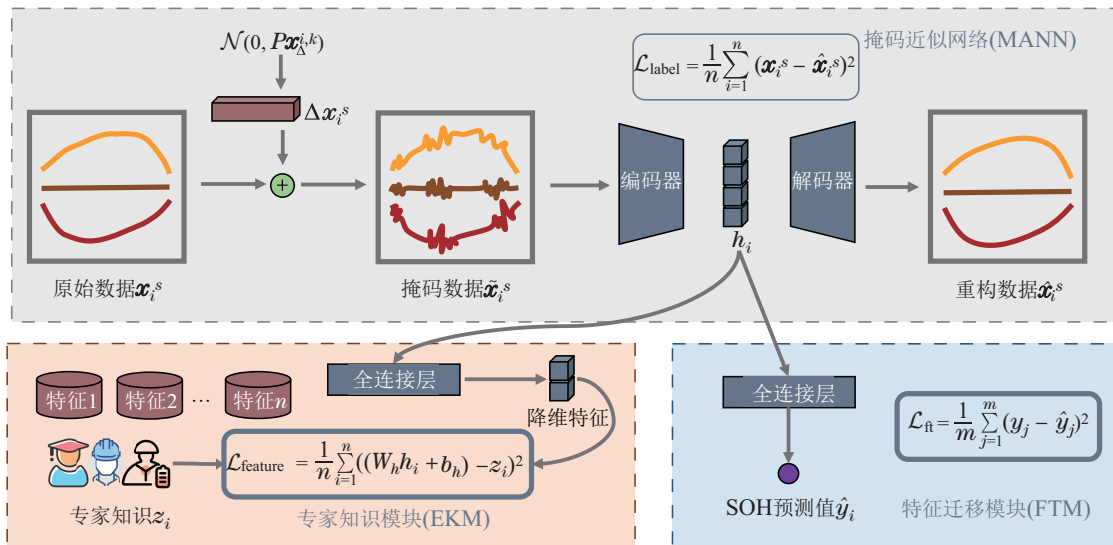 𝒩(0, P𝒙_Δ^{i,k})
ℒ_label = 1/n ∑_{i=1}^{n} (𝒙_i^s − 𝒙̂_i^s)²
掩码近似网络(MANN)
Δ𝒙_i^s
+
编码器
解码器
h_i
原始数据𝒙_i^s
掩码数据𝒙̃_i^s
重构数据𝒙̂_i^s
特征1
特征2
…
特征n
全连接层
降维特征
ℒ_feature = 1/n ∑_{i=1}^{n} ((W_h h_i + b_h) − z_i)²
专家知识z_i
专家知识模块(EKM)
全连接层
ℒ_ft = 1/m ∑_{j=1}^{m} (y_j − ŷ_j)²
SOH预测值ŷ_i
特征迁移模块(FTM)